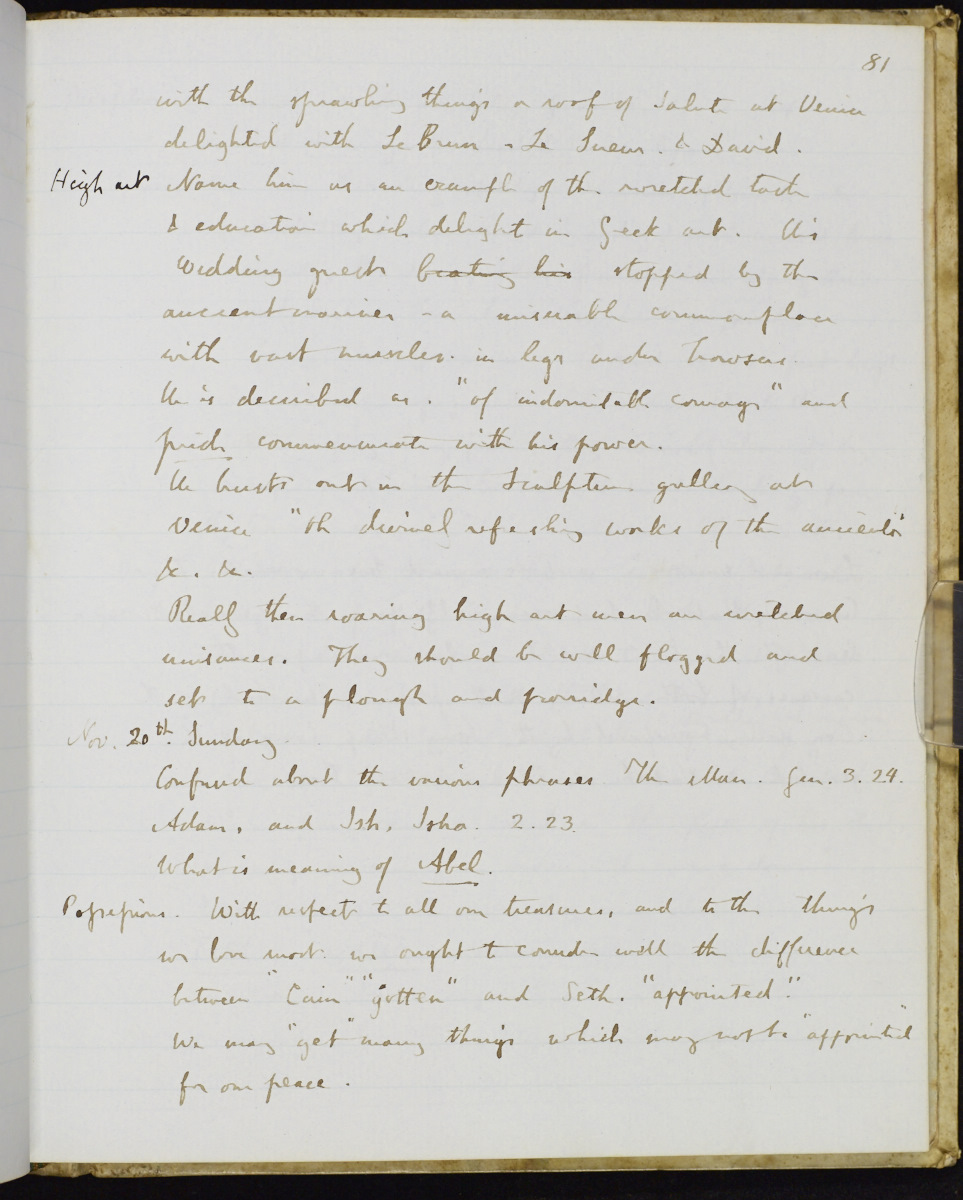 81
with the sprawling things on roof of Salute at Venice
delighted with Le Brun - Le Sueur. & David.
High art Name him as an example of the wretched taste
& education which delight in Greek art. His
Wedding guest beating his stopped by the
ancient mariner - a miserable commonplace
with vast muscles. in legs under trowsers.
He is described as. "of indomitable courage" and
pride commensurate with his power.
He bursts out in the Sculpture gallery at
Venice "Oh divine refreshing works of the ancients
&c. &c.
Really these roaring high art men are wretched
nuisances. They should be well flogged and
set to a plough and porridge.
Nov. 20th. Sunday
Confused about the various phrases The Man. Gen. 3.24.
Adam, and Ish, Isha. 2.23.
What is meaning of Abel.
Possessions. With respect to all our treasures, and to the things
we love most. we ought to consider well the difference
between "Cain" "gotten" and Seth. "appointed".
We may "get" many things which may not be "appointed"
for our peace.